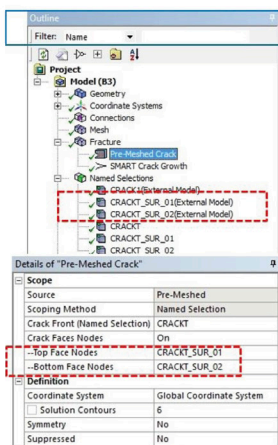 Outline
Filter: Name
Project
Model (B3)
Geometry
Coordinate Systems
Connections
Mesh
Fracture
Pre-Meshed Crack
SMART Crack Growth
Named Selections
CRACK1(External Model)
CRACKT_SUR_01(External Model)
CRACKT_SUR_02(External Model)
CRACKT
CRACKT_SUR_01
CRACKT_SUR_02
Details of "Pre-Meshed Crack"
Scope
Source Pre-Meshed
Scoping Method Named Selection
Crack Front (Named Selection) CRACKT
Crack Faces Nodes On
--Top Face Nodes CRACKT_SUR_01
--Bottom Face Nodes CRACKT_SUR_02
Definition
Coordinate System Global Coordinate System
Solution Contours 6
Symmetry No
Suppressed No